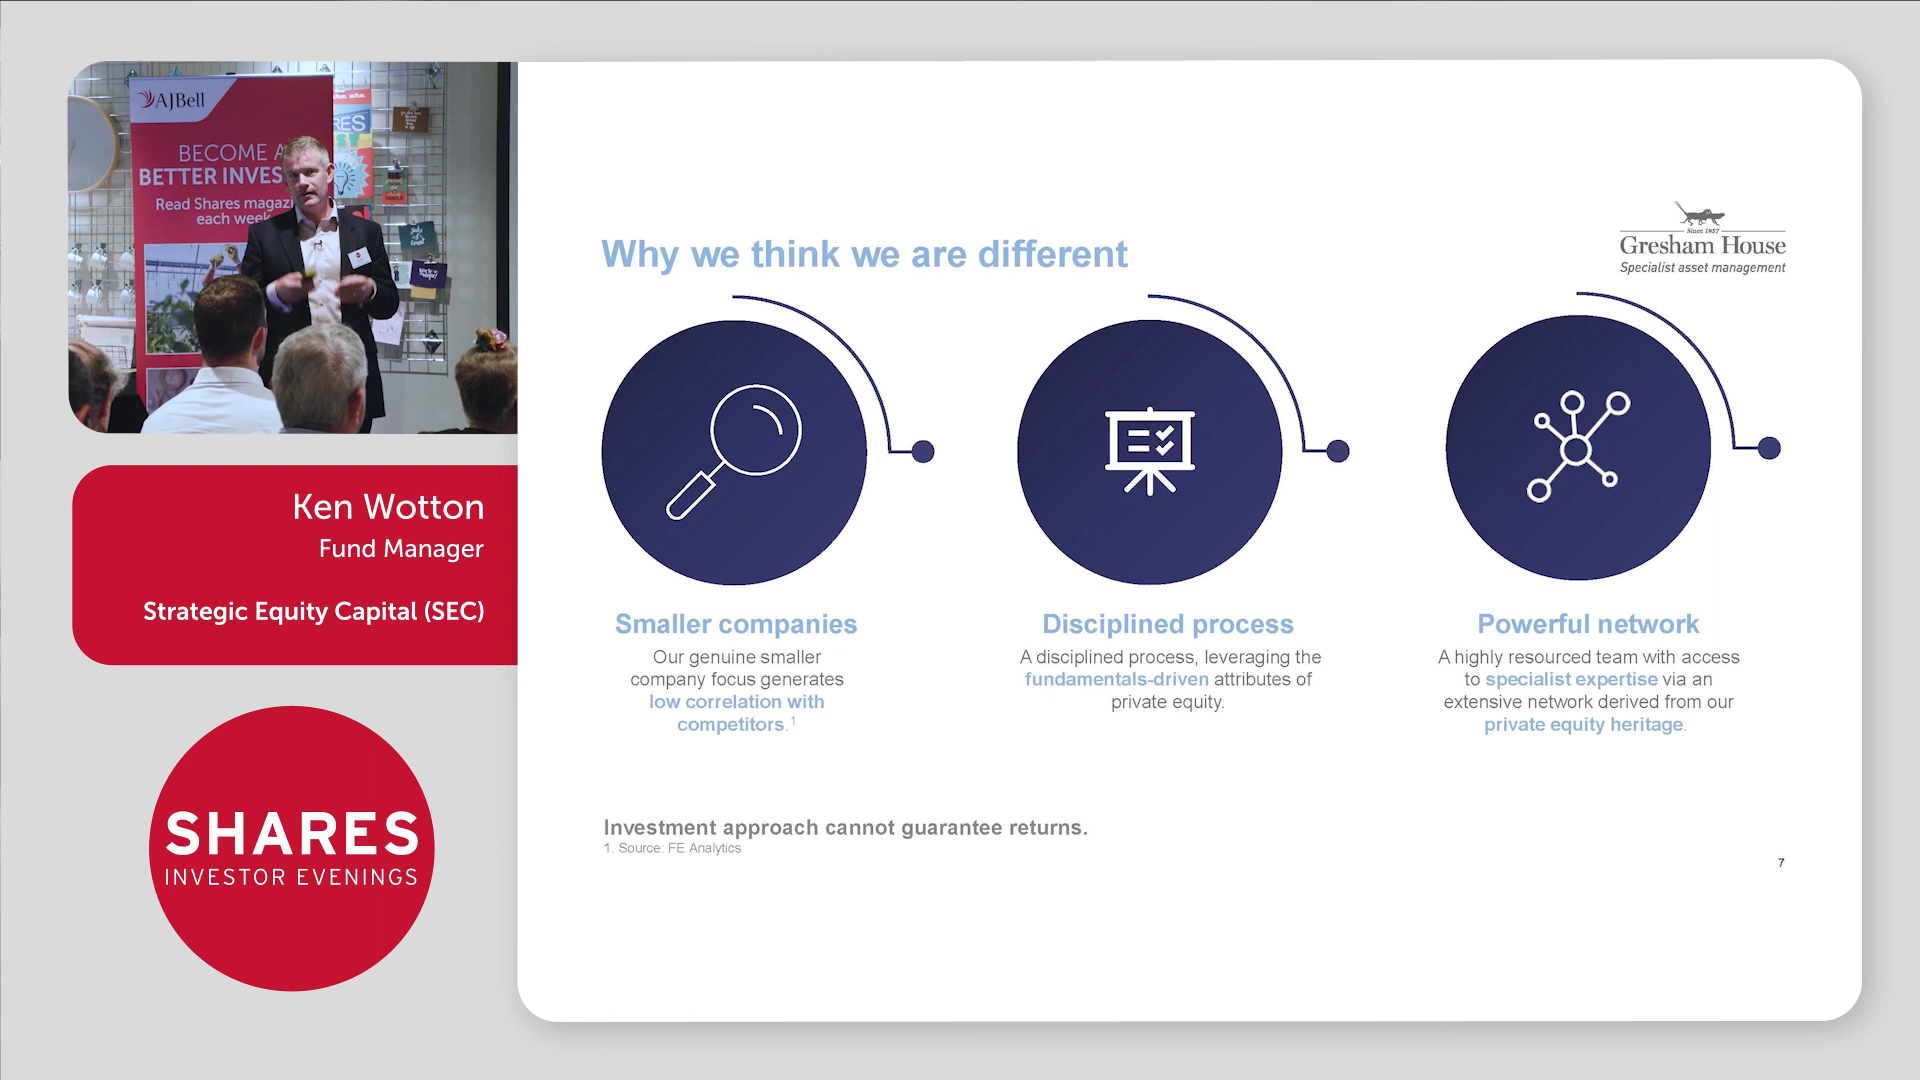 AJBell
BECOME A
BETTER INVES
Read Shares magazi
each week
RES
Ken Wotton
Fund Manager
Strategic Equity Capital (SEC)
SHARES
INVESTOR EVENINGS
Why we think we are different
Since 1857
Gresham House
Specialist asset management
Smaller companies
Our genuine smaller
company focus generates
low correlation with
competitors.¹
Disciplined process
A disciplined process, leveraging the
fundamentals-driven attributes of
private equity.
Powerful network
A highly resourced team with access
to specialist expertise via an
extensive network derived from our
private equity heritage.
Investment approach cannot guarantee returns.
1. Source: FE Analytics
7